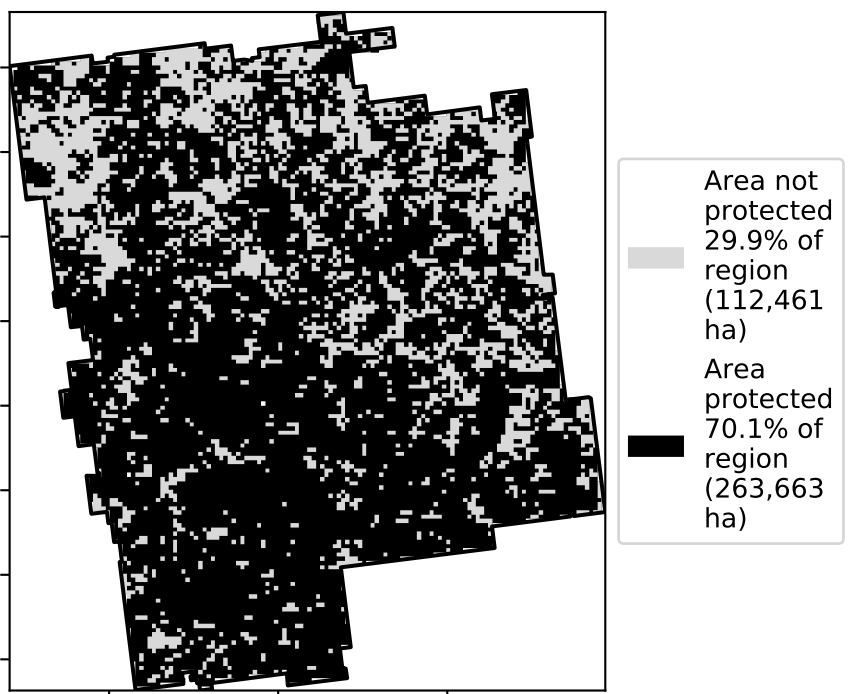 Area not
protected
29.9% of
region
(112,461
ha)
Area
protected
70.1% of
region
(263,663
ha)